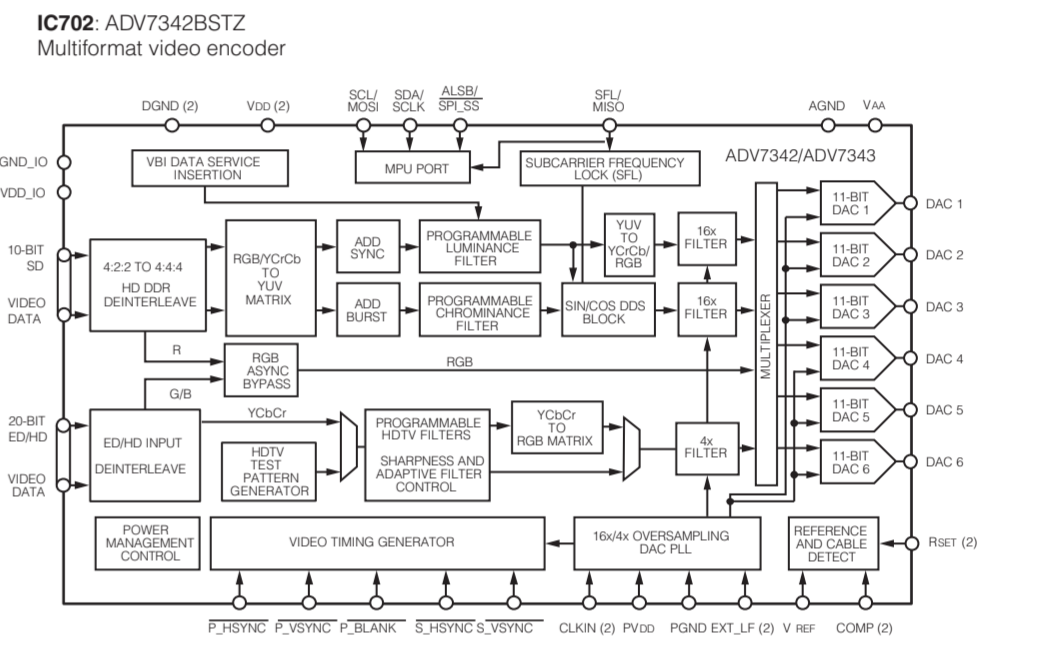 IC702: ADV7342BSTZ
Multiformat video encoder
DGND (2)
VDD (2)
SCL/
MOSI
SDA/
SCLK
ALSB/
SPI_SS
SFL/
MISO
AGND
VAA
GND_IO
VDD_IO
VBI DATA SERVICE
INSERTION
MPU PORT
SUBCARRIER FREQUENCY
LOCK (SFL)
ADV7342/ADV7343
10-BIT
SD
VIDEO
DATA
4:2:2 TO 4:4:4
HD DDR
DEINTERLEAVE
RGB/YCrCb
TO
YUV
MATRIX
ADD
SYNC
ADD
BURST
PROGRAMMABLE
LUMINANCE
FILTER
PROGRAMMABLE
CHROMINANCE
FILTER
YUV
TO
YCrCb/
RGB
SIN/COS DDS
BLOCK
16x
FILTER
16x
FILTER
MULTIPLEXER
11-BIT
DAC 1
DAC 1
11-BIT
DAC 2
DAC 2
11-BIT
DAC 3
DAC 3
11-BIT
DAC 4
DAC 4
11-BIT
DAC 5
DAC 5
11-BIT
DAC 6
DAC 6
R
G/B
RGB
ASYNC
BYPASS
RGB
20-BIT
ED/HD
VIDEO
DATA
ED/HD INPUT
DEINTERLEAVE
YCbCr
HDTV
TEST
PATTERN
GENERATOR
PROGRAMMABLE
HDTV FILTERS
SHARPNESS AND
ADAPTIVE FILTER
CONTROL
YCbCr
TO
RGB MATRIX
4x
FILTER
POWER
MANAGEMENT
CONTROL
VIDEO TIMING GENERATOR
16x/4x OVERSAMPLING
DAC PLL
REFERENCE
AND CABLE
DETECT
RSET (2)
P_HSYNC
P_VSYNC
P_BLANK
S_HSYNC
S_VSYNC
CLKIN (2)
PVDD
PGND
EXT_LF (2)
V REF
COMP (2)